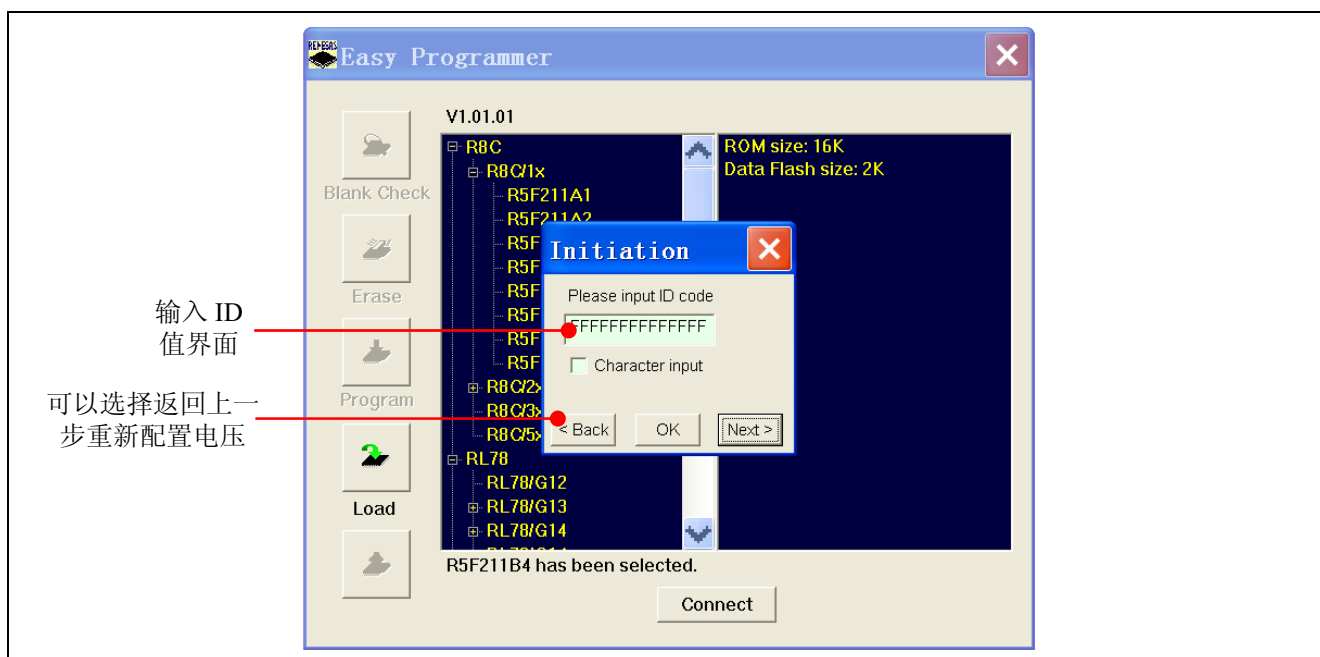 RENESAS
Easy Programmer
V1.01.01
R8C
R8C/1x
R5F211A1
R5F211A2
R5F
R5F
R5F
R5F
R5F
R5F
R8C/2x
R8C/3x
R8C/5x
RL78
RL78/G12
RL78/G13
RL78/G14
ROM size: 16K
Data Flash size: 2K
Blank Check
Erase
Program
Load
Initiation
Please input ID code
FFFFFFFFFFFFFF
Character input
< Back
OK
Next >
R5F211B4 has been selected.
Connect
输入 ID
值界面
可以选择返回上一
步重新配置电压